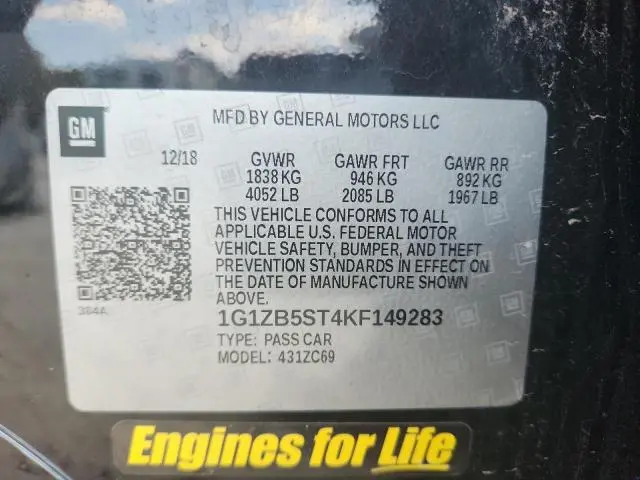 GM
MFD BY GENERAL MOTORS LLC
12/18 GVWR GAWR FRT GAWR RR
1838 KG 946 KG 892 KG
4052 LB 2085 LB 1967 LB
THIS VEHICLE CONFORMS TO ALL
APPLICABLE U.S. FEDERAL MOTOR
VEHICLE SAFETY, BUMPER, AND THEFT
PREVENTION STANDARDS IN EFFECT ON
THE DATE OF MANUFACTURE SHOWN
ABOVE.
384A
1G1ZB5ST4KF149283
TYPE: PASS CAR
MODEL: 431ZC69
Engines for Life